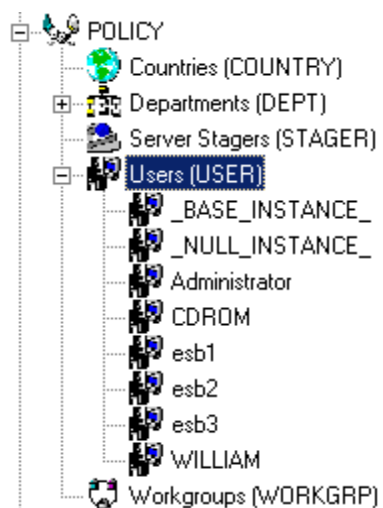 POLICY
Countries (COUNTRY)
Departments (DEPT)
Server Stagers (STAGER)
Users (USER)
_BASE_INSTANCE_
_NULL_INSTANCE_
Administrator
CDROM
esb1
esb2
esb3
WILLIAM
Workgroups (WORKGRP)